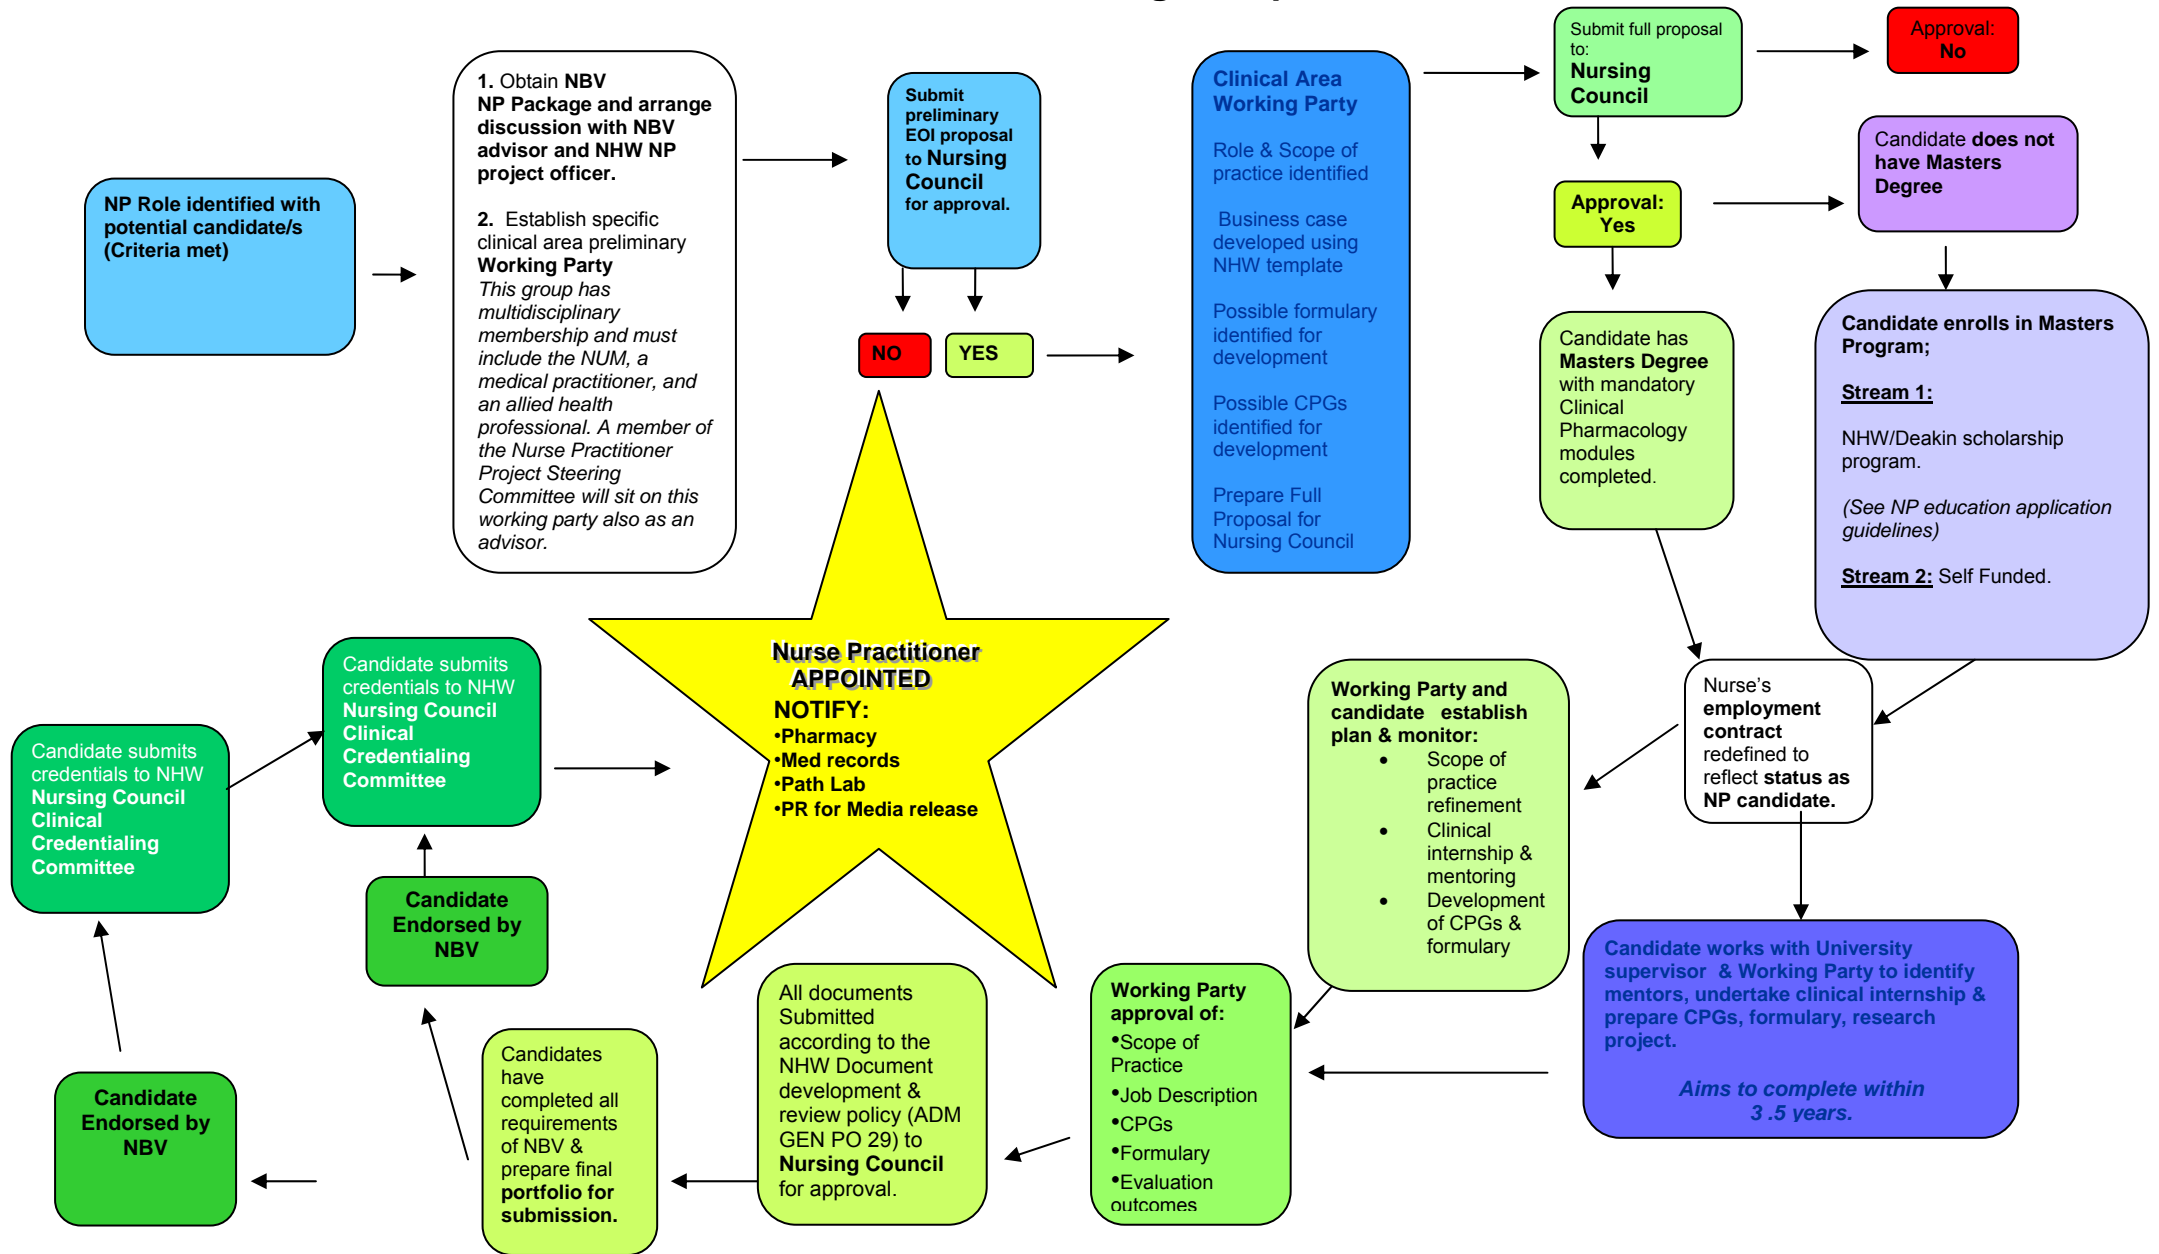 NP Role identified with
potential candidate/s
(Criteria met)
1. Obtain NBV
NP Package and arrange
discussion with NBV
advisor and NHW NP
project officer.
2. Establish specific
clinical area preliminary
Working Party
This group has
multidisciplinary
membership and must
include the NUM, a
medical practitioner, and
an allied health
professional. A member of
the Nurse Practitioner
Project Steering
Committee will sit on this
working party also as an
advisor.
Submit
preliminary
EOI proposal
to Nursing
Council
for approval.
NO
YES
Clinical Area
Working Party
Role & Scope of
practice identified
Business case
developed using
NHW template
Possible formulary
identified for
development
Possible CPGs
identified for
development
Prepare Full
Proposal for
Nursing Council
Submit full proposal
to:
Nursing
Council
Approval:
No
Approval:
Yes
Candidate does not
have Masters
Degree
Candidate has
Masters Degree
with mandatory
Clinical
Pharmacology
modules
completed.
Candidate enrolls in Masters
Program;
Stream 1:
NHW/Deakin scholarship
program.
(See NP education application
guidelines)
Stream 2: Self Funded.
Nurse’s
employment
contract
redefined to
reflect status as
NP candidate.
Working Party and
candidate establish
plan & monitor:
• Scope of
practice
refinement
• Clinical
internship &
mentoring
• Development
of CPGs &
formulary
Candidate works with University
supervisor & Working Party to identify
mentors, undertake clinical internship &
prepare CPGs, formulary, research
project.
Aims to complete within
3 .5 years.
Working Party
approval of:
•Scope of
Practice
•Job Description
•CPGs
•Formulary
•Evaluation
outcomes
All documents
Submitted
according to the
NHW Document
development &
review policy (ADM
GEN PO 29) to
Nursing Council
for approval.
Candidates
have
completed all
requirements
of NBV &
prepare final
portfolio for
submission.
Candidate
Endorsed by
NBV
Candidate
Endorsed by
NBV
Candidate submits
credentials to NHW
Nursing Council
Clinical
Credentialing
Committee
Candidate submits
credentials to NHW
Nursing Council
Clinical
Credentialing
Committee
Nurse Practitioner
APPOINTED
NOTIFY:
•Pharmacy
•Med records
•Path Lab
•PR for Media release